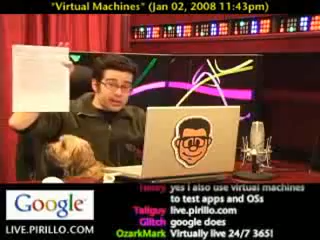 *Virtual Machines* (Jan 02, 2008 11:43pm)
yes I also use virtual machines
to test apps and OSs
Tallguy live.pirillo.com
Glitch google does
OzarkMark Virtually live 24/7 365!
Google
LIVE.PIRILLO.COM